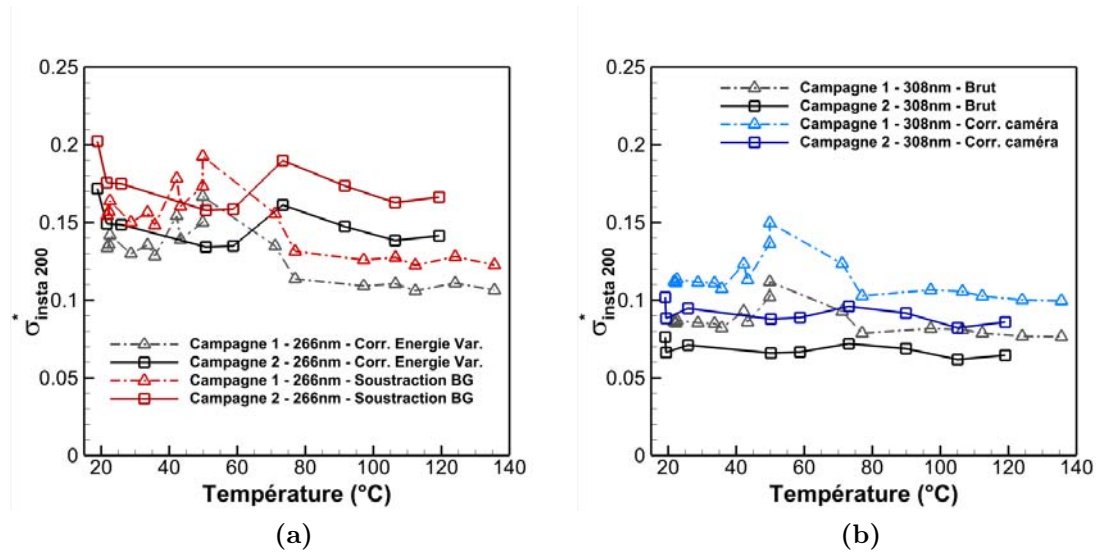 0.25
0.2
0.15
0.1
0.05
0
σ*insta 200
Campagne 1 - 266nm - Corr. Energie Var.
Campagne 2 - 266nm - Corr. Energie Var.
Campagne 1 - 266nm - Soustraction BG
Campagne 2 - 266nm - Soustraction BG
20 40 60 80 100 120 140
Température (°C)
(a)
0.25
0.2
0.15
0.1
0.05
0
σ*insta 200
Campagne 1 - 308nm - Brut
Campagne 2 - 308nm - Brut
Campagne 1 - 308nm - Corr. caméra
Campagne 2 - 308nm - Corr. caméra
20 40 60 80 100 120 140
Température (°C)
(b)